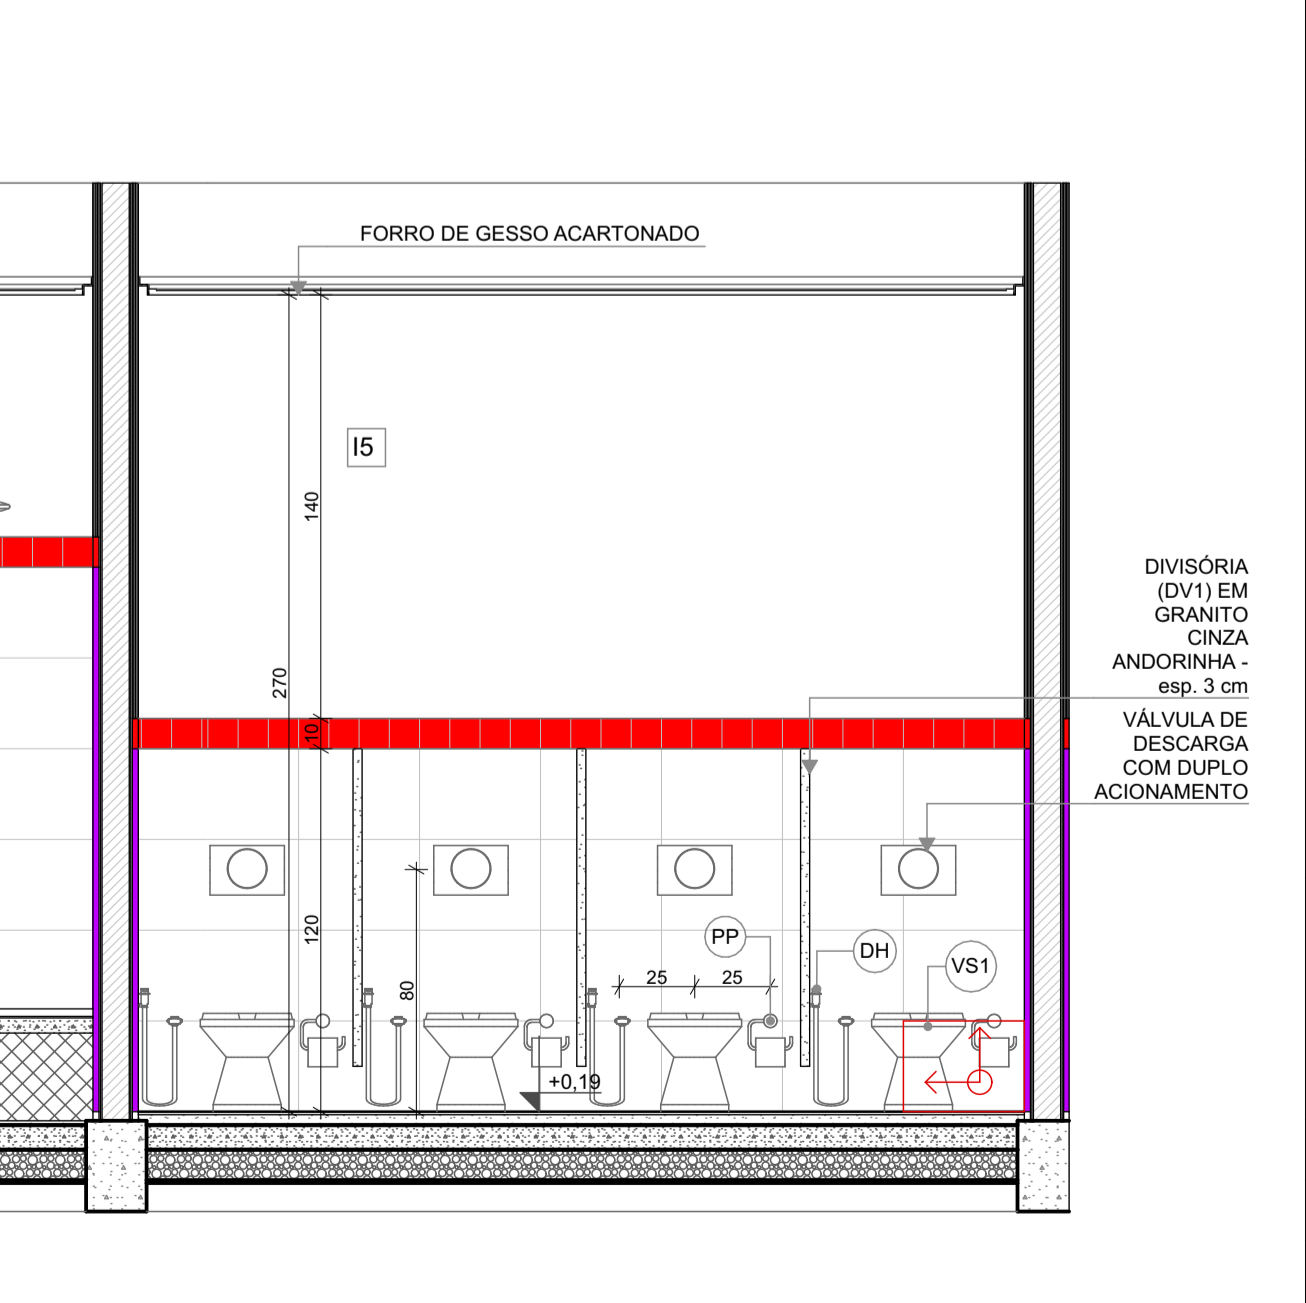 FORRO DE GESSO ACARTONADO
I5
140
270
10
120
80
DIVISÓRIA
(DV1) EM
GRANITO
CINZA
ANDORINHA -
esp. 3 cm
VÁLVULA DE
DESCARGA
COM DUPLO
ACIONAMENTO
PP
DH
VS1
25
25
+0,19